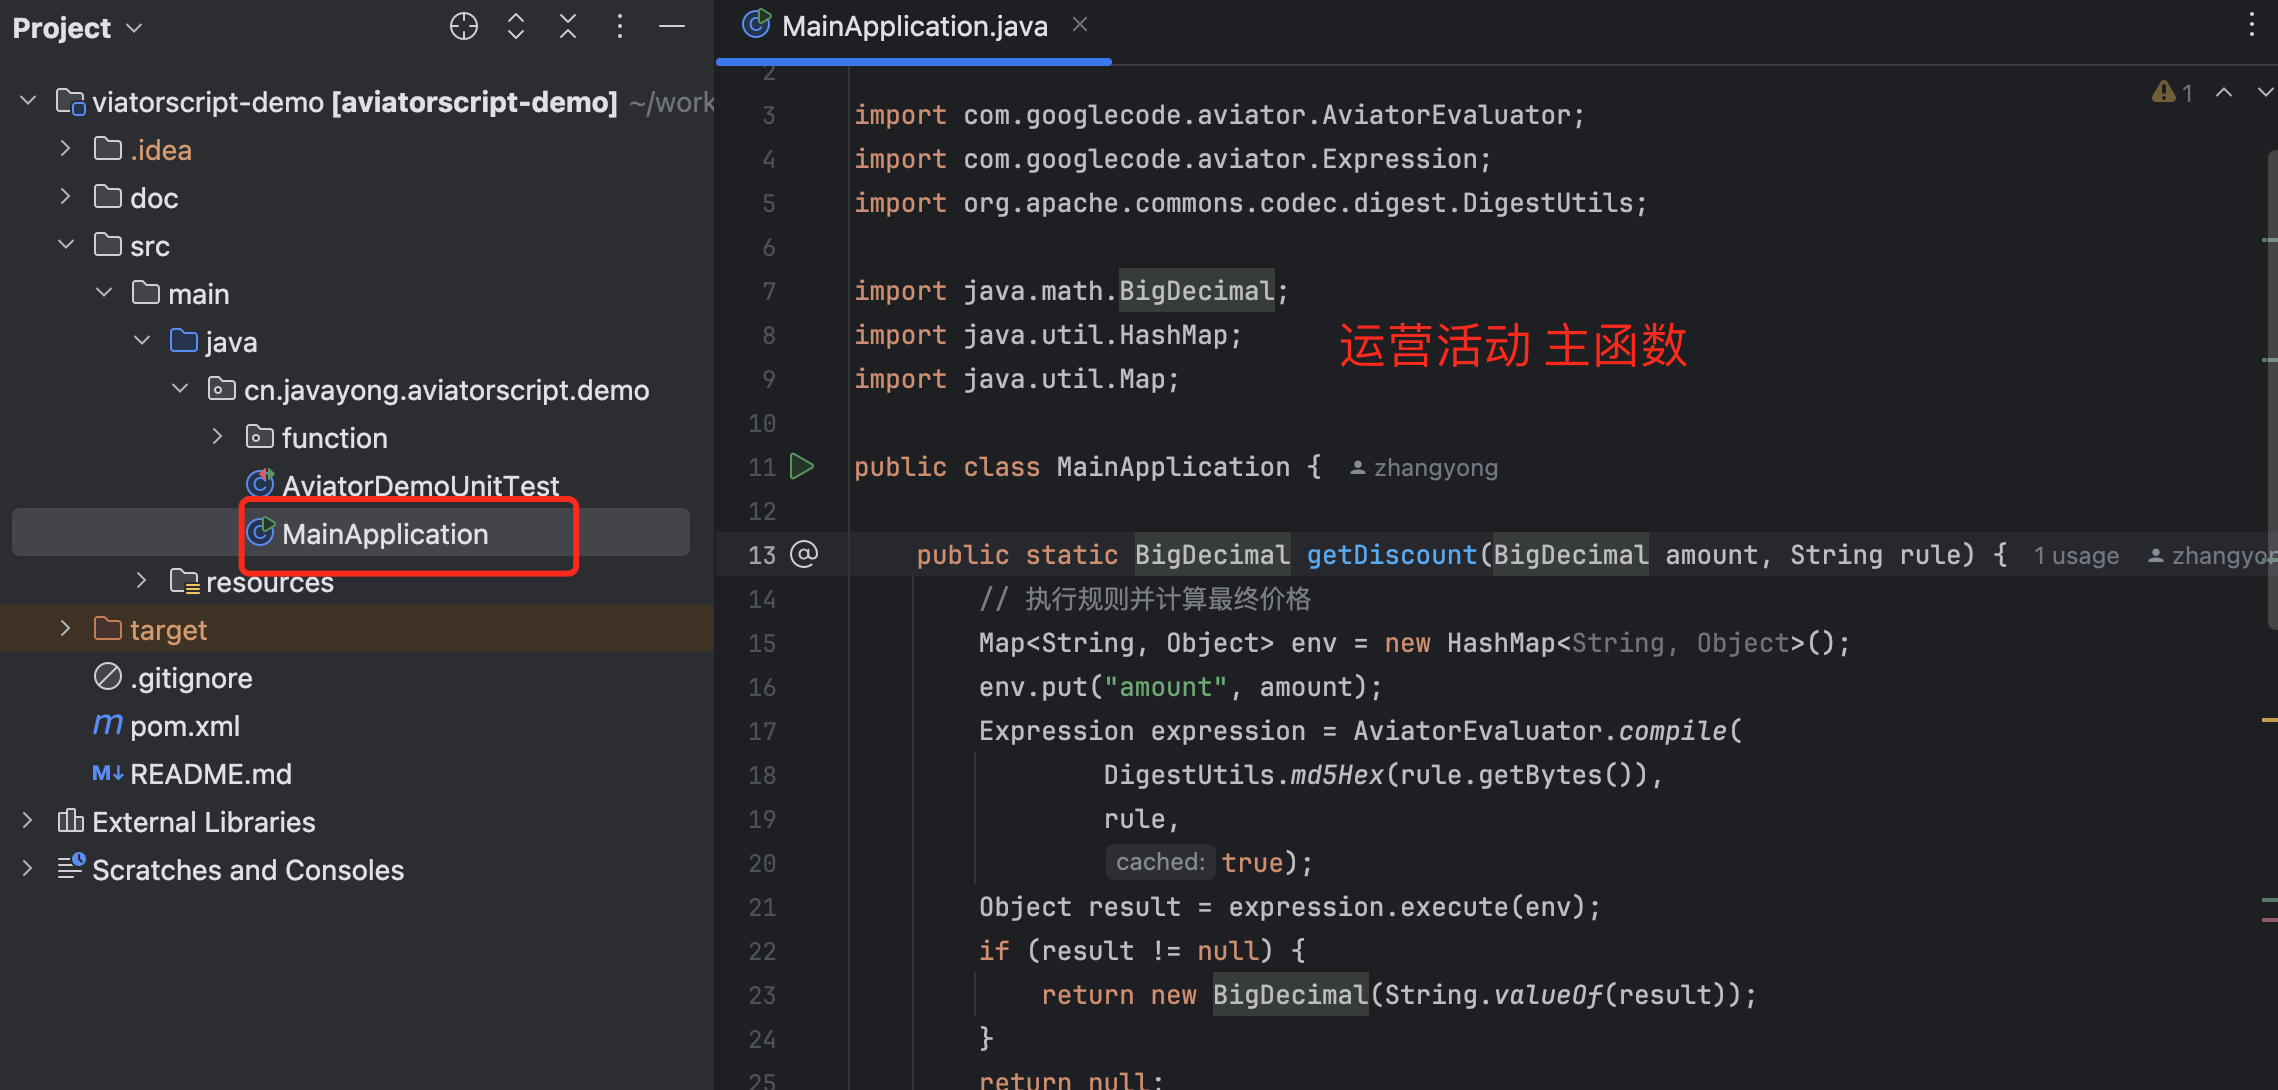 Project
viatorscript-demo [aviatorscript-demo] ~/work
.idea
doc
src
main
java
cn.javayong.aviatorscript.demo
function
AviatorDemoUnitTest
MainApplication
resources
target
.gitignore
pom.xml
README.md
External Libraries
Scratches and Consoles
MainApplication.java
1
2
3 import com.googlecode.aviator.AviatorEvaluator;
4 import com.googlecode.aviator.Expression;
5 import org.apache.commons.codec.digest.DigestUtils;
6
7 import java.math.BigDecimal;
8 import java.util.HashMap;
运营活动 主函数
9 import java.util.Map;
10
11 public class MainApplication { zhangyong
12
13 public static BigDecimal getDiscount(BigDecimal amount, String rule) { 1 usage zhangyon
14 // 执行规则并计算最终价格
15 Map<String, Object> env = new HashMap<String, Object>();
16 env.put("amount", amount);
17 Expression expression = AviatorEvaluator.compile(
18 DigestUtils.md5Hex(rule.getBytes()),
19 rule,
20 cached: true);
21 Object result = expression.execute(env);
22 if (result != null) {
23 return new BigDecimal(String.valueOf(result));
24 }
25 return null;